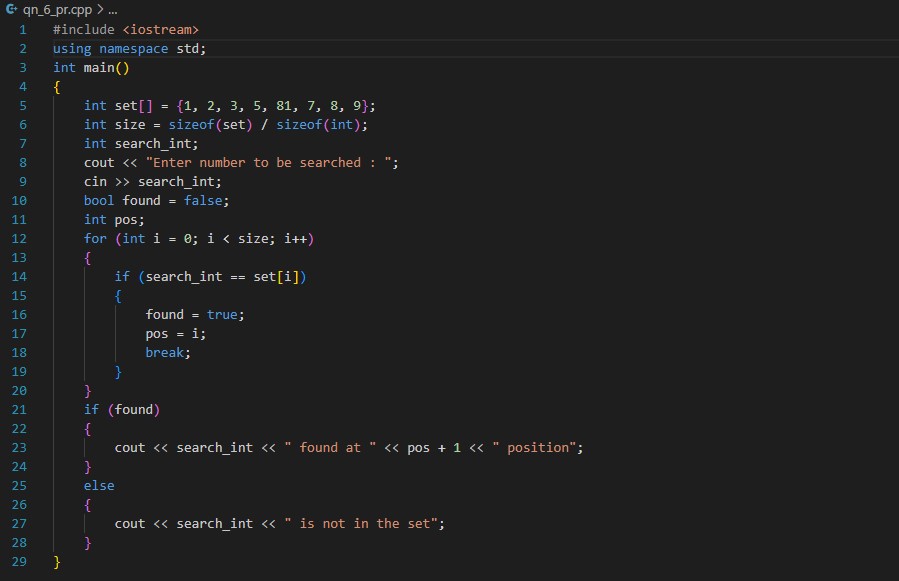 qn_6_pr.cpp > ...
1 #include <iostream>
2 using namespace std;
3 int main()
4 {
5     int set[] = {1, 2, 3, 5, 81, 7, 8, 9};
6     int size = sizeof(set) / sizeof(int);
7     int search_int;
8     cout << "Enter number to be searched : ";
9     cin >> search_int;
10     bool found = false;
11     int pos;
12     for (int i = 0; i < size; i++)
13     {
14         if (search_int == set[i])
15         {
16             found = true;
17             pos = i;
18             break;
19         }
20     }
21     if (found)
22     {
23         cout << search_int << " found at " << pos + 1 << " position";
24     }
25     else
26     {
27         cout << search_int << " is not in the set";
28     }
29 }